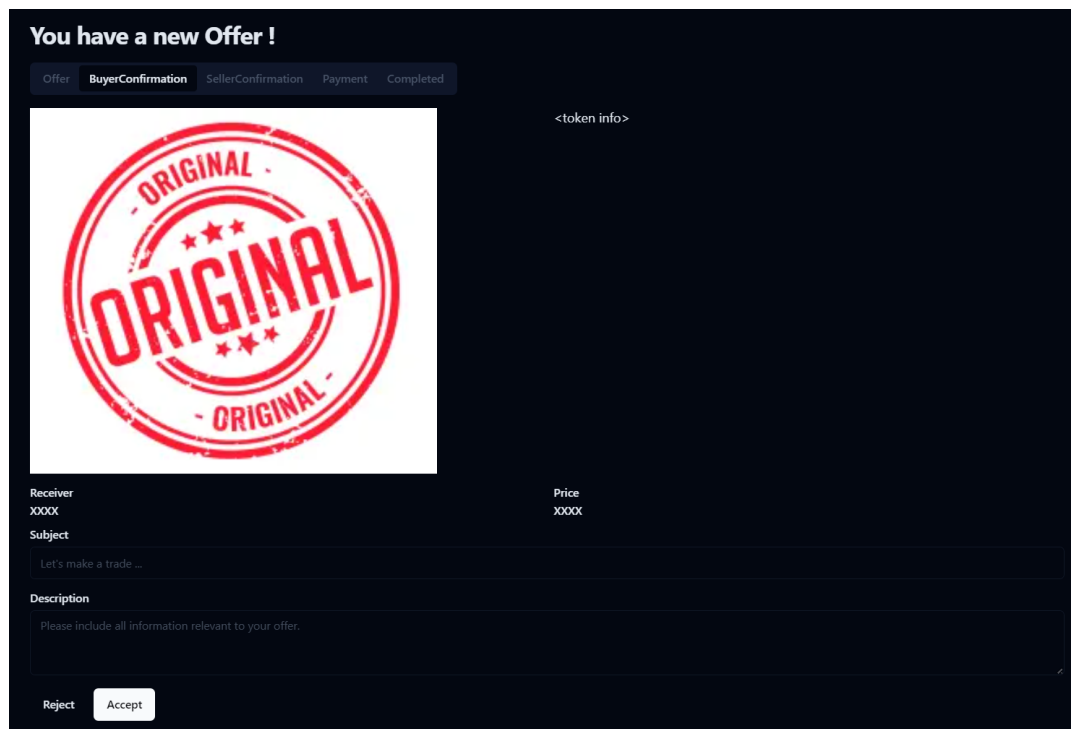 You have a new Offer !
Offer BuyerConfirmation SellerConfirmation Payment Completed
<token info>
- ORIGINAL -
ORIGINAL
- ORIGINAL -
Receiver Price
XXXX XXXX
Subject
Let's make a trade ...
Description
Please include all information relevant to your offer.
Reject Accept